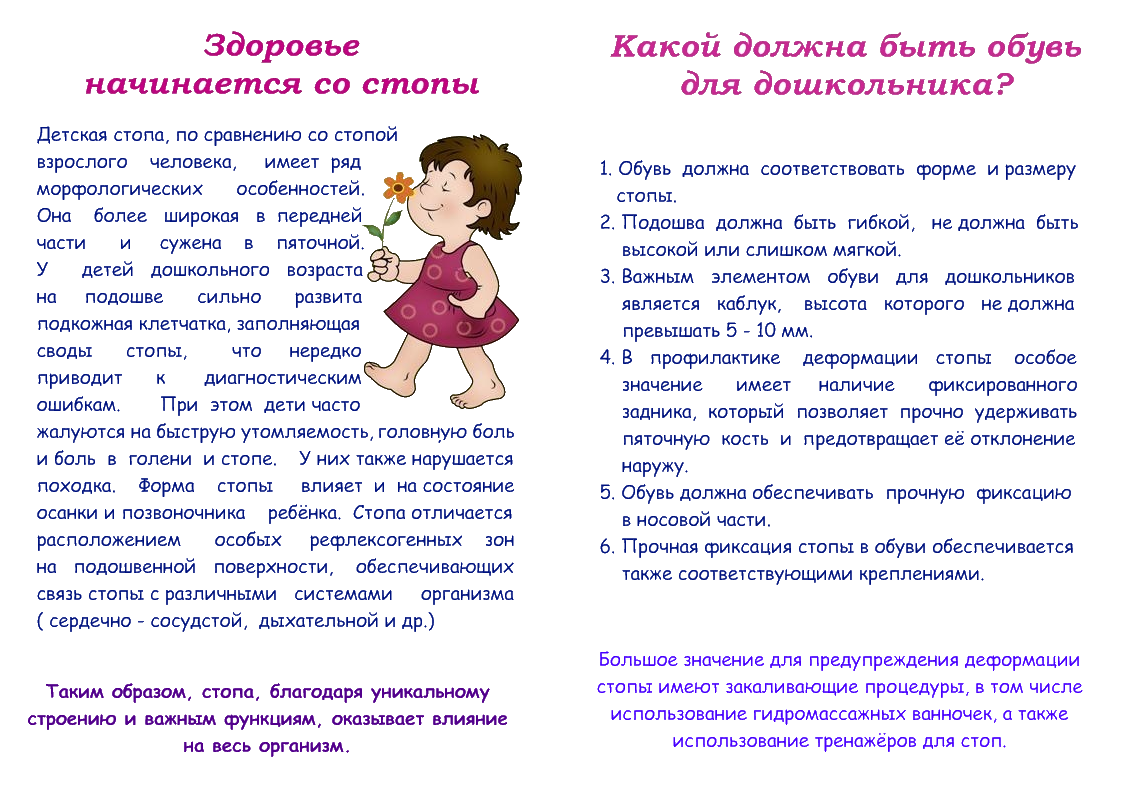 Здоровье
начинается со стопы
Детская стопа, по сравнению со стопой
взрослого человека, имеет ряд
морфологических особенностей.
Она более широкая в передней
части и сужена в пяточной.
У детей дошкольного возраста
на подошве сильно развита
подкожная клетчатка, заполняющая
своды стопы, что нередко
приводит к диагностическим
ошибкам. При этом дети часто
жалуются на быструю утомляемость, головную боль
и боль в голени и стопе. У них также нарушается
походка. Форма стопы влияет и на состояние
осанки и позвоночника ребёнка. Стопа отличается
расположением особых рефлексогенных зон
на подошвенной поверхности, обеспечивающих
связь стопы с различными системами организма
( сердечно - сосудстой, дыхательной и др.)
Таким образом, стопа, благодаря уникальному
строению и важным функциям, оказывает влияние
на весь организм.
Какой должна быть обувь
для дошкольника?
1. Обувь должна соответствовать форме и размеру
стопы.
2. Подошва должна быть гибкой, не должна быть
высокой или слишком мягкой.
3. Важным элементом обуви для дошкольников
является каблук, высота которого не должна
превышать 5 - 10 мм.
4. В профилактике деформации стопы особое
значение имеет наличие фиксированного
задника, который позволяет прочно удерживать
пяточную кость и предотвращает её отклонение
наружу.
5. Обувь должна обеспечивать прочную фиксацию
в носовой части.
6. Прочная фиксация стопы в обуви обеспечивается
также соответствующими креплениями.
Большое значение для предупреждения деформации
стопы имеют закаливающие процедуры, в том числе
использование гидромассажных ванночек, а также
использование тренажёров для стоп.